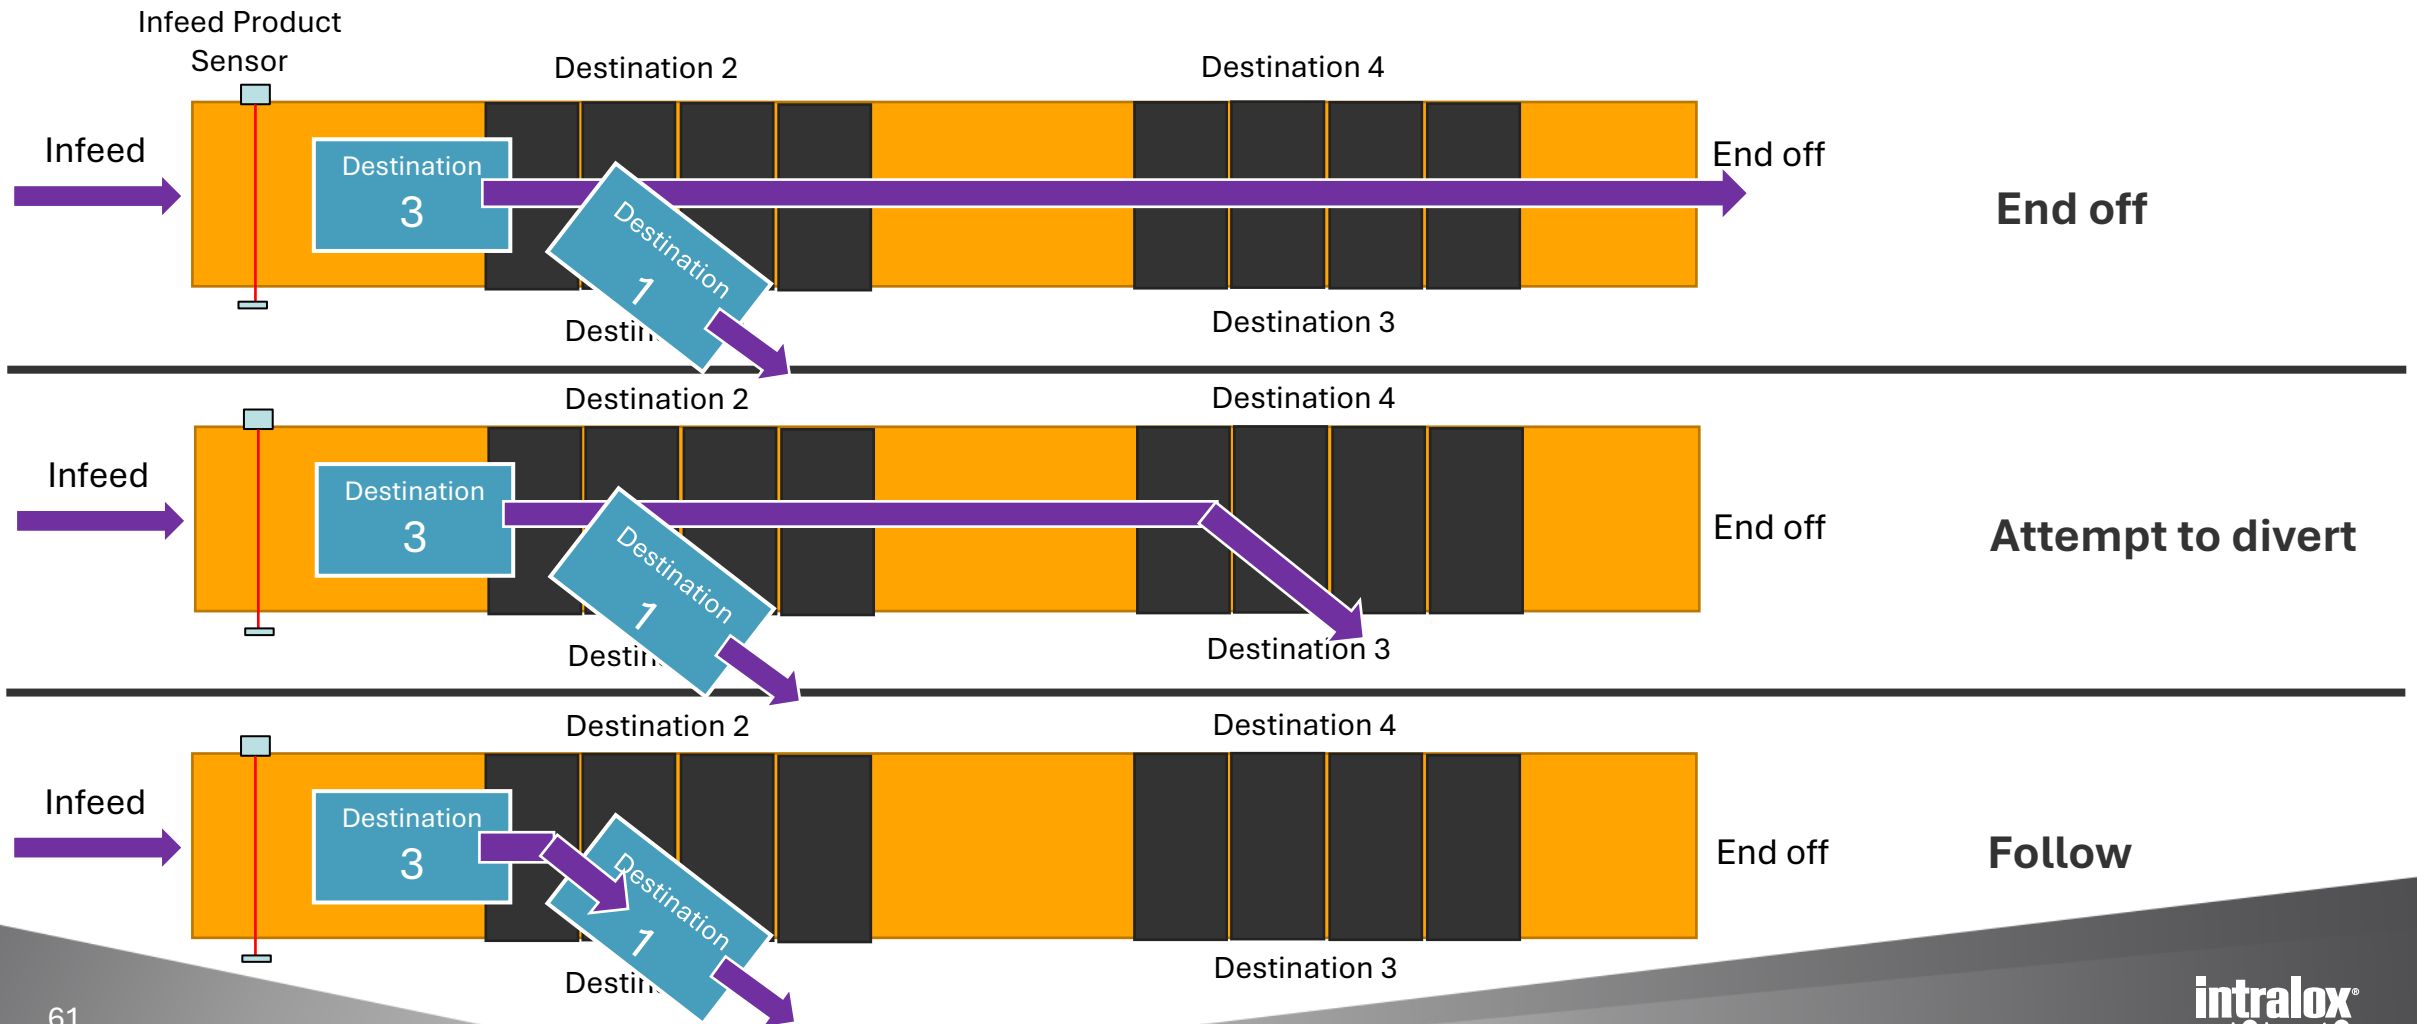 Infeed Product
Sensor
Destination 2
Destination 4
Infeed
Destination
3
Destination
1
End off
End off
Destination 3
Destination 2
Destination 4
Infeed
Destination
3
Destination
1
End off
Attempt to divert
Destination 3
Destination 2
Destination 4
Infeed
Destination
3
Destination
1
End off
Follow
Destination 3
61
intralox